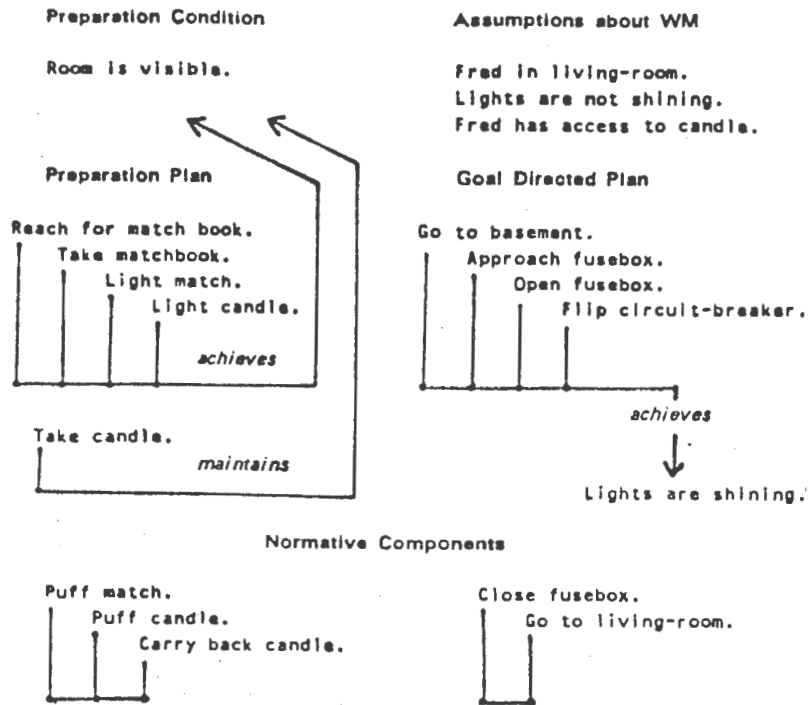 Preparation Condition
Room is visible.
Assumptions about WM
Fred in living-room.
Lights are not shining.
Fred has access to candle.
Preparation Plan
Reach for match book.
Take matchbook.
Light match.
Light candle.
achieves
Take candle.
maintains
Goal Directed Plan
Go to basement.
Approach fusebox.
Open fusebox.
Flip circuit-breaker.
achieves
Lights are shining.
Normative Components
Puff match.
Puff candle.
Carry back candle.
Close fusebox.
Go to living-room.